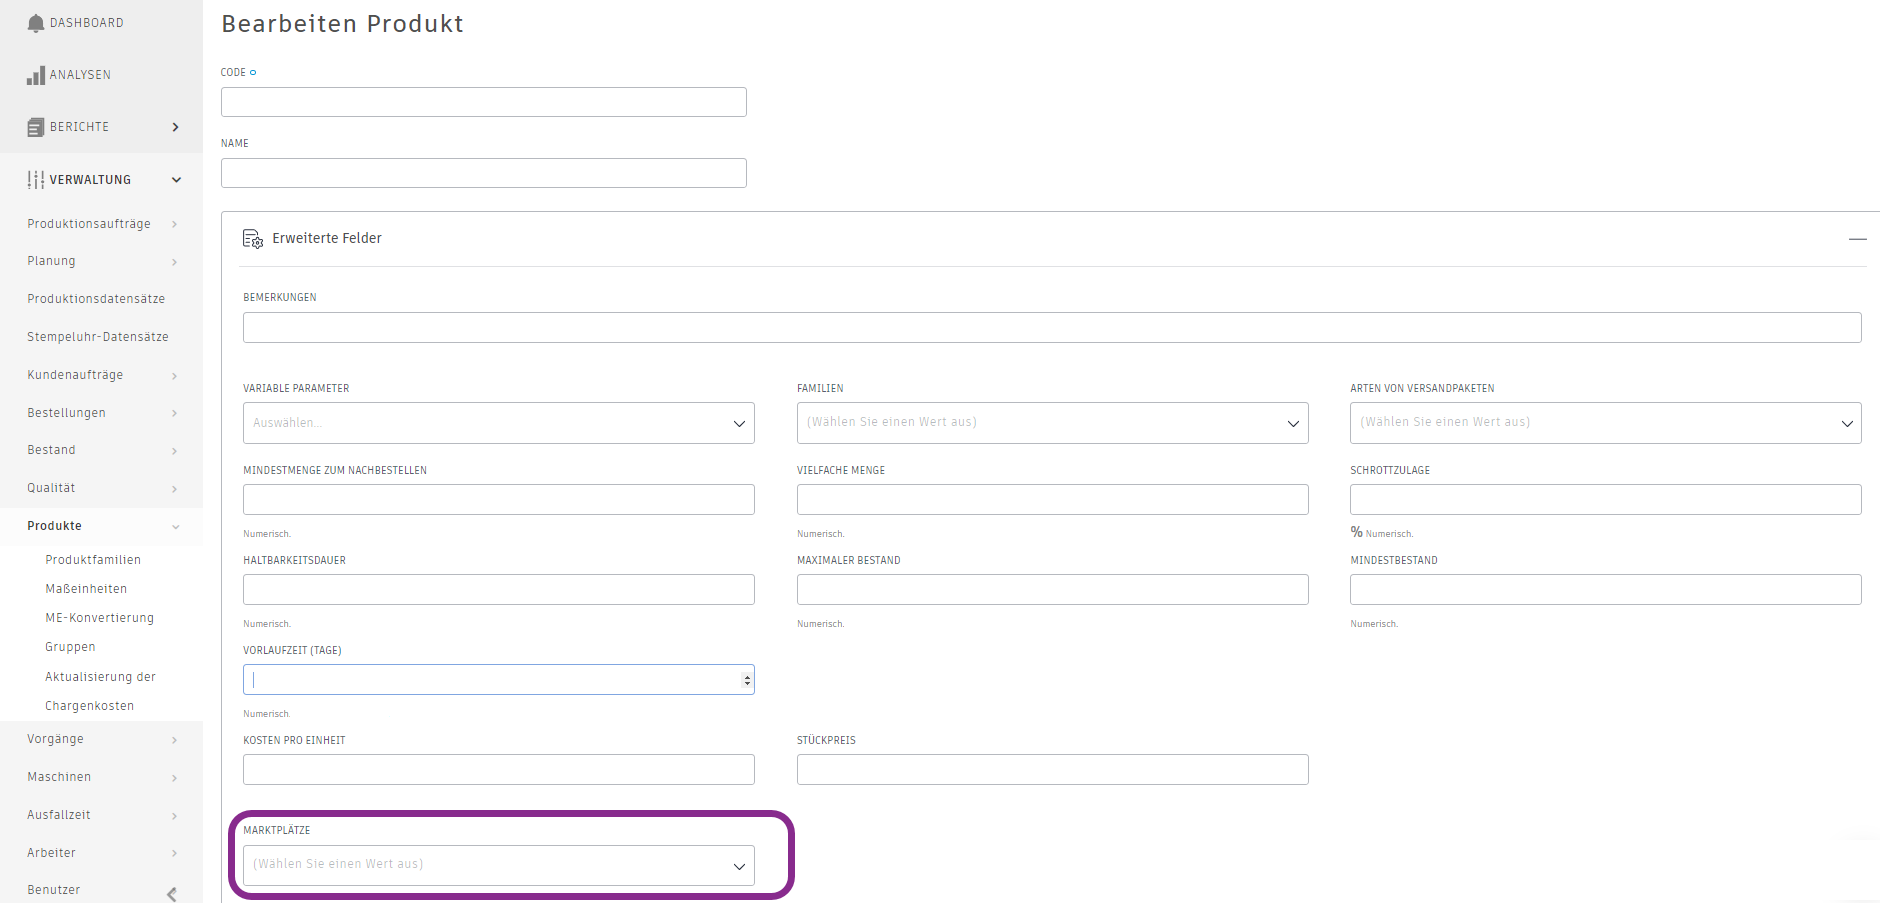 DASHBOARD
ANALYSEN
BERICHTE
VERWALTUNG
Produktionsaufträge
Planung
Produktionsdatensätze
Stempeluhr-Datensätze
Kundenaufträge
Bestellungen
Bestand
Qualität
Produkte
Produktfamilien
Maßeinheiten
ME-Konvertierung
Gruppen
Aktualisierung der
Chargenkosten
Vorgänge
Maschinen
Ausfallzeit
Arbeiter
Benutzer
Bearbeiten Produkt
CODE
NAME
Erweiterte Felder
BEMERKUNGEN
VARIABLE PARAMETER
Auswählen...
FAMILIEN
(Wählen Sie einen Wert aus)
ARTEN VON VERSANDPAKETEN
(Wählen Sie einen Wert aus)
MINDESTMENGE ZUM NACHBESTELLEN
Numerisch.
VIELFACHE MENGE
Numerisch.
SCHROTTZULAGE
% Numerisch.
HALTBARKEITSDAUER
Numerisch.
MAXIMALER BESTAND
Numerisch.
MINDESTBESTAND
Numerisch.
VORLAUFZEIT (TAGE)
Numerisch.
KOSTEN PRO EINHEIT
STÜCKPREIS
MARKTPLÄTZE
(Wählen Sie einen Wert aus)